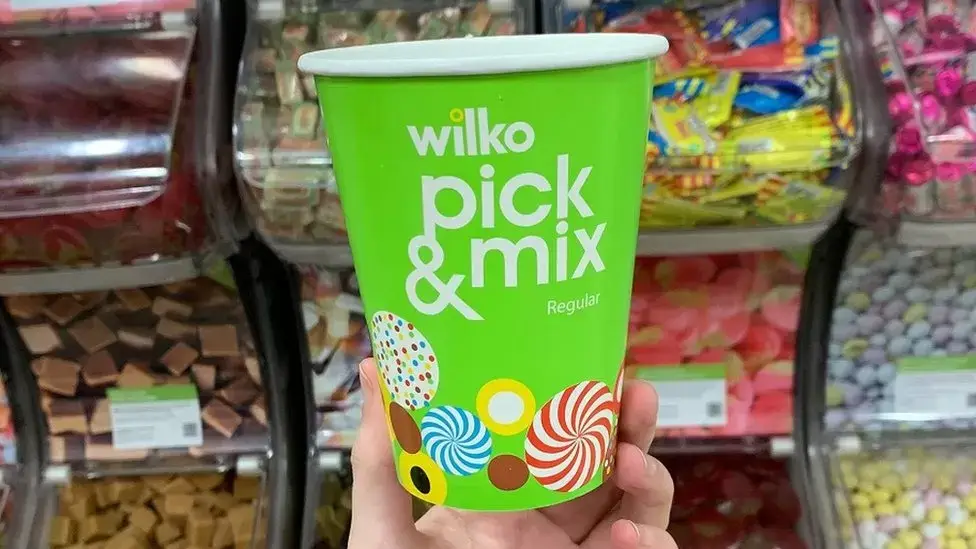 wilko
pick
& mix
Regular